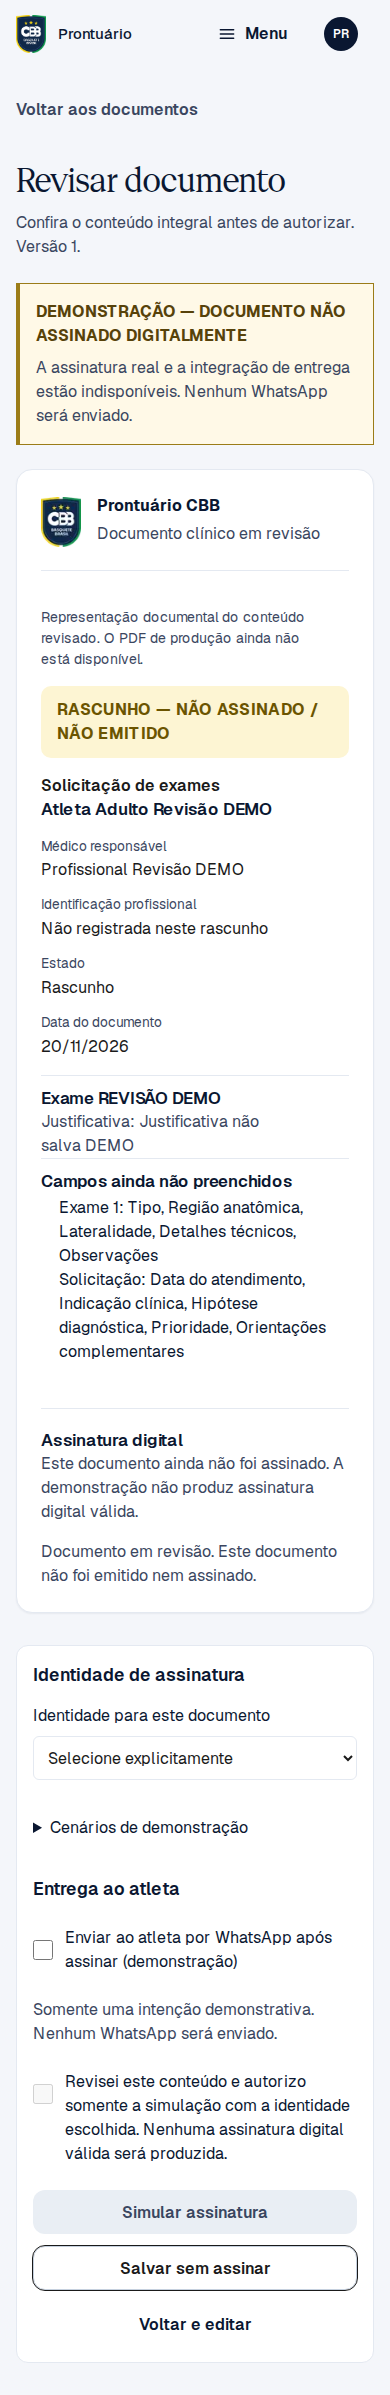 CBB
BASQUETE
BRASIL
Prontuário
Menu
PR
Voltar aos documentos
Revisar documento
Confira o conteúdo integral antes de autorizar.
Versão 1.
DEMONSTRAÇÃO — DOCUMENTO NÃO
ASSINADO DIGITALMENTE
A assinatura real e a integração de entrega
estão indisponíveis. Nenhum WhatsApp
será enviado.
CBB
BASQUETE
BRASIL
Prontuário CBB
Documento clínico em revisão
Representação documental do conteúdo
revisado. O PDF de produção ainda não
está disponível.
RASCUNHO — NÃO ASSINADO /
NÃO EMITIDO
Solicitação de exames
Atleta Adulto Revisão DEMO
Médico responsável
Profissional Revisão DEMO
Identificação profissional
Não registrada neste rascunho
Estado
Rascunho
Data do documento
20/11/2026
Exame REVISÃO DEMO
Justificativa: Justificativa não
salva DEMO
Campos ainda não preenchidos
Exame 1: Tipo, Região anatômica,
Lateralidade, Detalhes técnicos,
Observações
Solicitação: Data do atendimento,
Indicação clínica, Hipótese
diagnóstica, Prioridade, Orientações
complementares
Assinatura digital
Este documento ainda não foi assinado. A
demonstração não produz assinatura
digital válida.
Documento em revisão. Este documento
não foi emitido nem assinado.
Identidade de assinatura
Identidade para este documento
Selecione explicitamente
Cenários de demonstração
Entrega ao atleta
Enviar ao atleta por WhatsApp após
assinar (demonstração)
Somente uma intenção demonstrativa.
Nenhum WhatsApp será enviado.
Revisei este conteúdo e autorizo
somente a simulação com a identidade
escolhida. Nenhuma assinatura digital
válida será produzida.
Simular assinatura
Salvar sem assinar
Voltar e editar